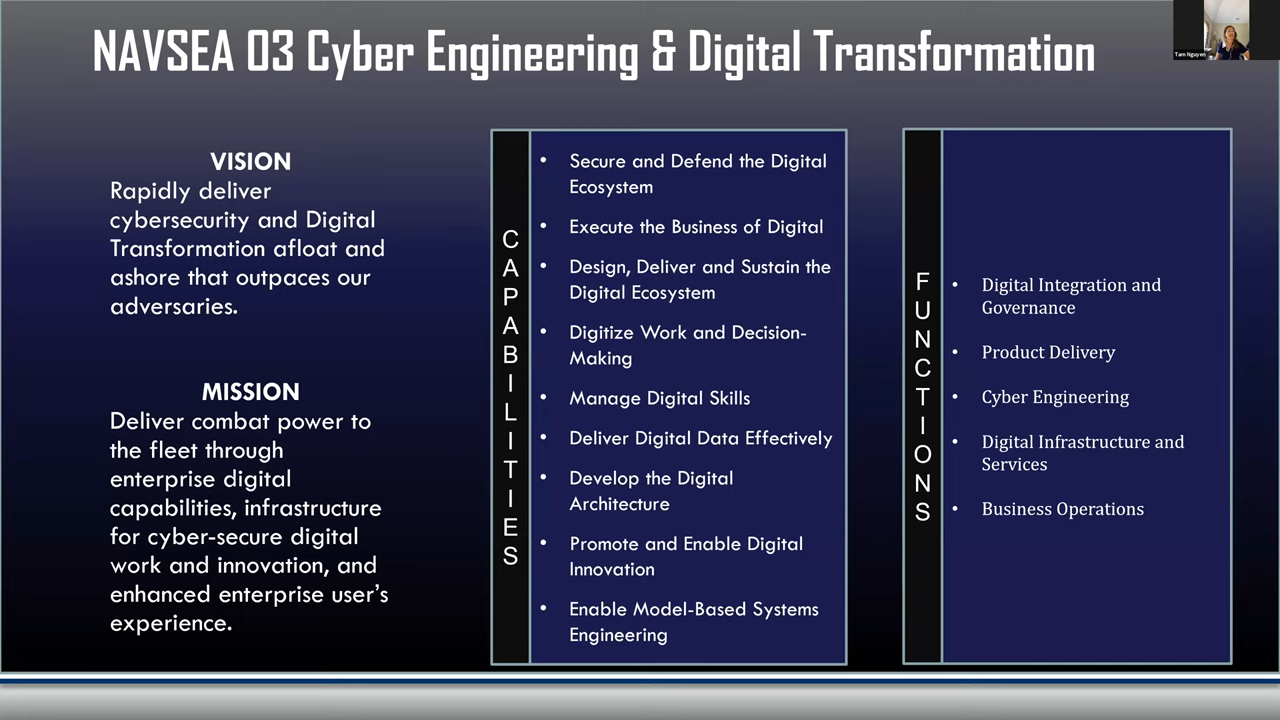 NAVSEA 03 Cyber Engineering & Digital Transformation
Tam Nguyen
VISION
Rapidly deliver
cybersecurity and Digital
Transformation afloat and
ashore that outpaces our
adversaries.
MISSION
Deliver combat power to
the fleet through
enterprise digital
capabilities, infrastructure
for cyber-secure digital
work and innovation, and
enhanced enterprise user’s
experience.
CAPABILITIES
• Secure and Defend the Digital
Ecosystem
• Execute the Business of Digital
• Design, Deliver and Sustain the
Digital Ecosystem
• Digitize Work and Decision-
Making
• Manage Digital Skills
• Deliver Digital Data Effectively
• Develop the Digital
Architecture
• Promote and Enable Digital
Innovation
• Enable Model-Based Systems
Engineering
FUNCTIONS
• Digital Integration and
Governance
• Product Delivery
• Cyber Engineering
• Digital Infrastructure and
Services
• Business Operations